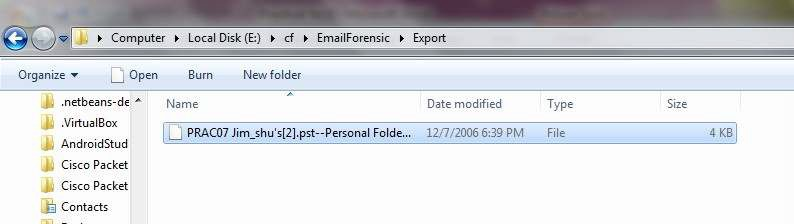 Computer ▸ Local Disk (E:) ▸ cf ▸ EmailForensic ▸ Export
Organize Open Burn New folder
Name Date modified Type Size
.netbeans-de
.VirtualBox
PRAC07 Jim_shu's[2].pst--Personal Folde... 12/7/2006 6:39 PM File 4 KB
AndroidStud
Cisco Packet
Cisco Packet
Contacts